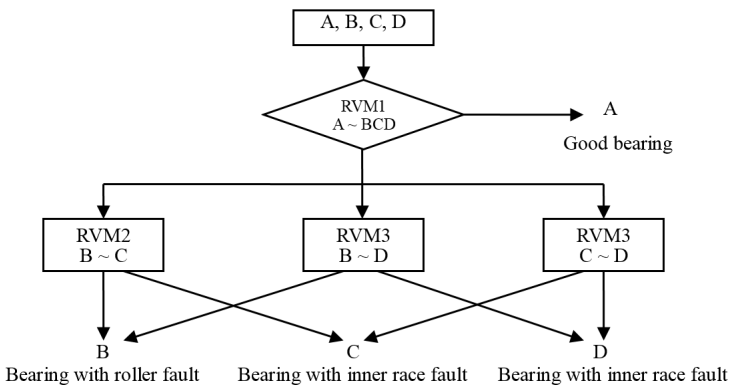 A, B, C, D
RVM1
A ~ BCD
A
Good bearing
RVM2
B ~ C
RVM3
B ~ D
RVM3
C ~ D
B
Bearing with roller fault
C
Bearing with inner race fault
D
Bearing with inner race fault